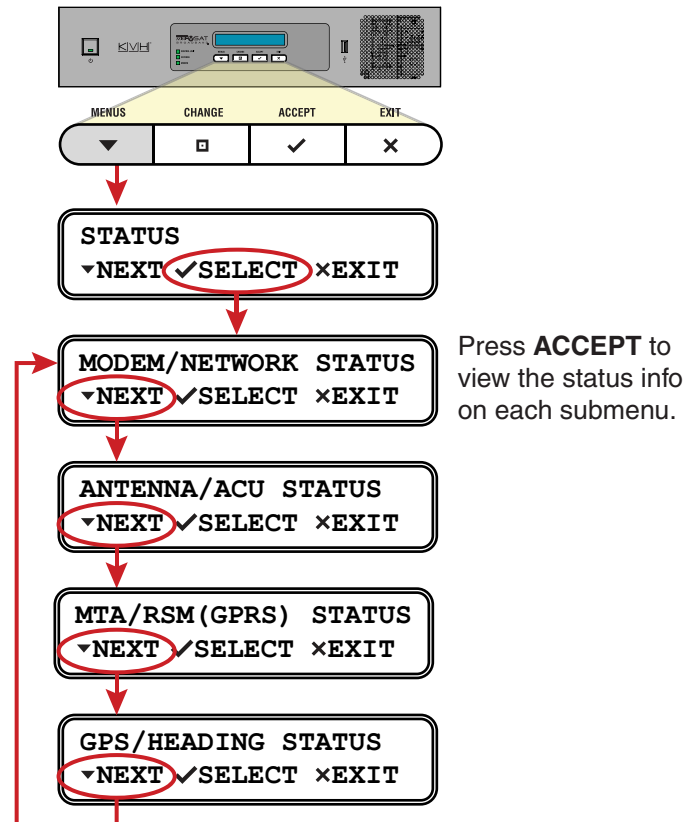 KVH
MENUS CHANGE ACCEPT EXIT
STATUS
▼NEXT ✓SELECT ×EXIT
MODEM/NETWORK STATUS
▼NEXT ✓SELECT ×EXIT
Press ACCEPT to
view the status info
on each submenu.
ANTENNA/ACU STATUS
▼NEXT ✓SELECT ×EXIT
MTA/RSM(GPRS) STATUS
▼NEXT ✓SELECT ×EXIT
GPS/HEADING STATUS
▼NEXT ✓SELECT ×EXIT